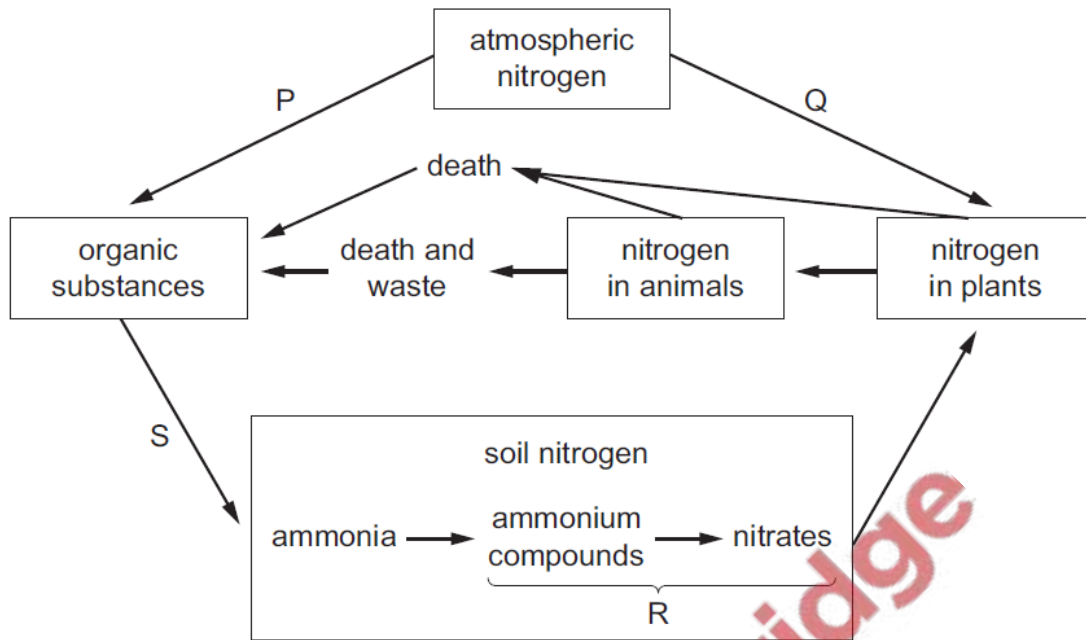 atmospheric
nitrogen
P
Q
death
organic
substances
death and
waste
nitrogen
in animals
nitrogen
in plants
S
soil nitrogen
ammonia
ammonium
compounds
nitrates
R
idge